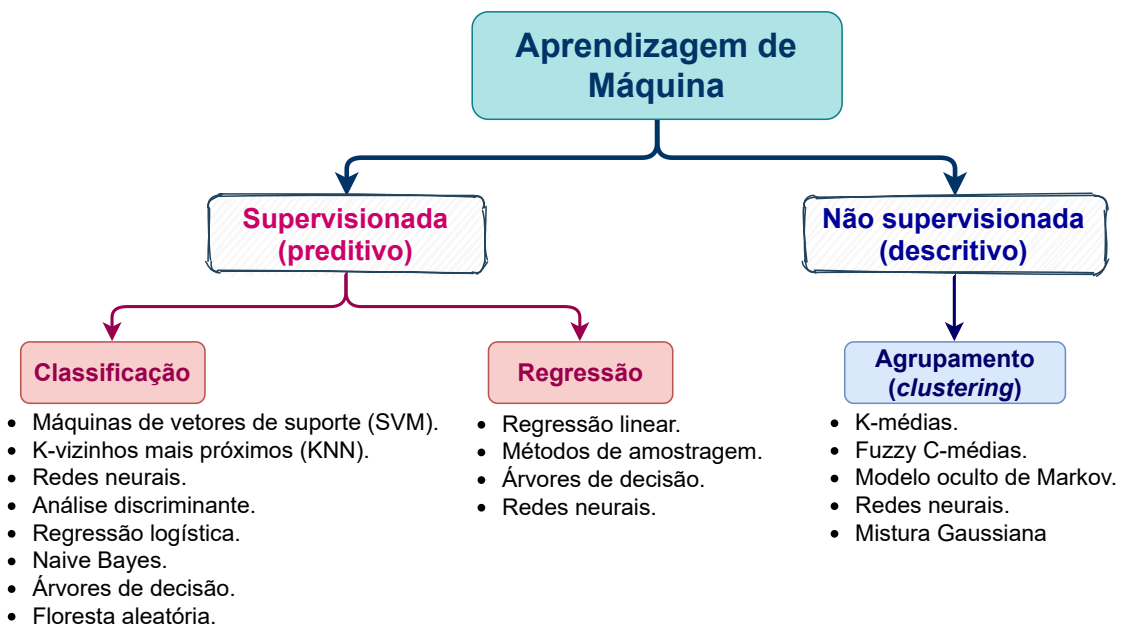 Aprendizagem de
Máquina
Supervisionada
(preditivo)
Não supervisionada
(descritivo)
Classificação
• Máquinas de vetores de suporte (SVM).
• K-vizinhos mais próximos (KNN).
• Redes neurais.
• Análise discriminante.
• Regressão logística.
• Naive Bayes.
• Árvores de decisão.
• Floresta aleatória.
Regressão
• Regressão linear.
• Métodos de amostragem.
• Árvores de decisão.
• Redes neurais.
Agrupamento
(clustering)
• K-médias.
• Fuzzy C-médias.
• Modelo oculto de Markov.
• Redes neurais.
• Mistura Gaussiana